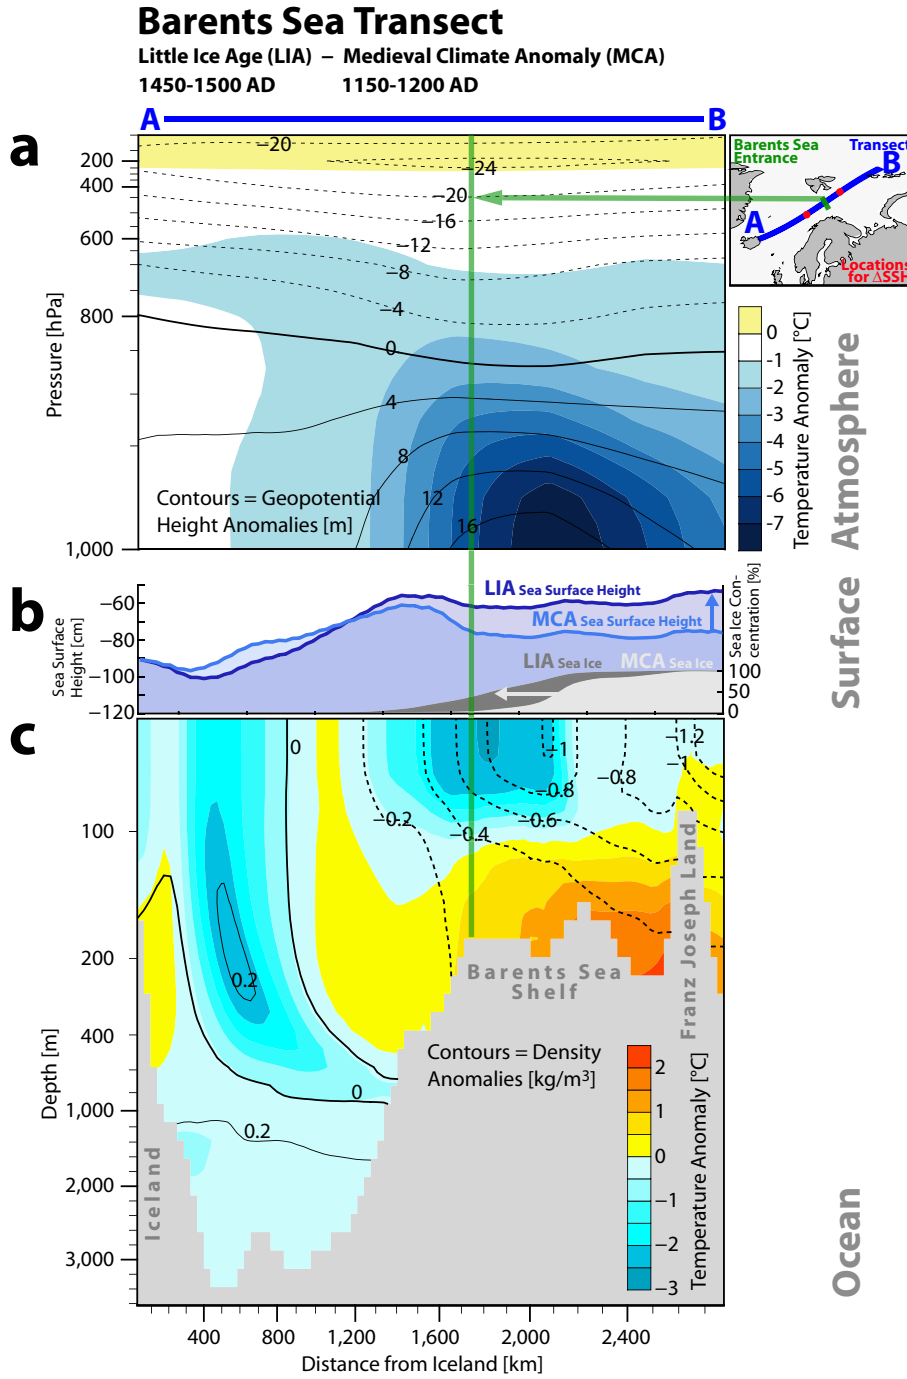 Barents Sea Transect
Little Ice Age (LIA) – Medieval Climate Anomaly (MCA)
1450-1500 AD 1150-1200 AD
A B
a
Barents Sea Entrance
Transect
A
B
Locations
for ΔSSH
Pressure [hPa]
200
400
600
800
1,000
−20
−24
−20
−16
−12
−8
−4
0
4
8
12
16
Contours = Geopotential
Height Anomalies [m]
0
-1
-2
-3
-4
-5
-6
-7
Temperature Anomaly [°C]
Atmosphere
b
Sea Surface
Height [cm]
−60
−80
−100
−120
LIA Sea Surface Height
MCA Sea Surface Height
LIA Sea Ice
MCA Sea Ice
Sea Ice Con-
centration [%]
100
50
0
Surface
c
Depth [m]
100
200
400
1,000
2,000
3,000
0
−0.2
−0.4
−0.6
−0.8
−1
−0.8
−1.2
−1
0.2
0
0.2
Barents Sea
Shelf
Franz Joseph Land
Iceland
Contours = Density
Anomalies [kg/m³]
2
1
0
−1
−2
−3
Temperature Anomaly [°C]
Ocean
400 800 1,200 1,600 2,000 2,400
Distance from Iceland [km]